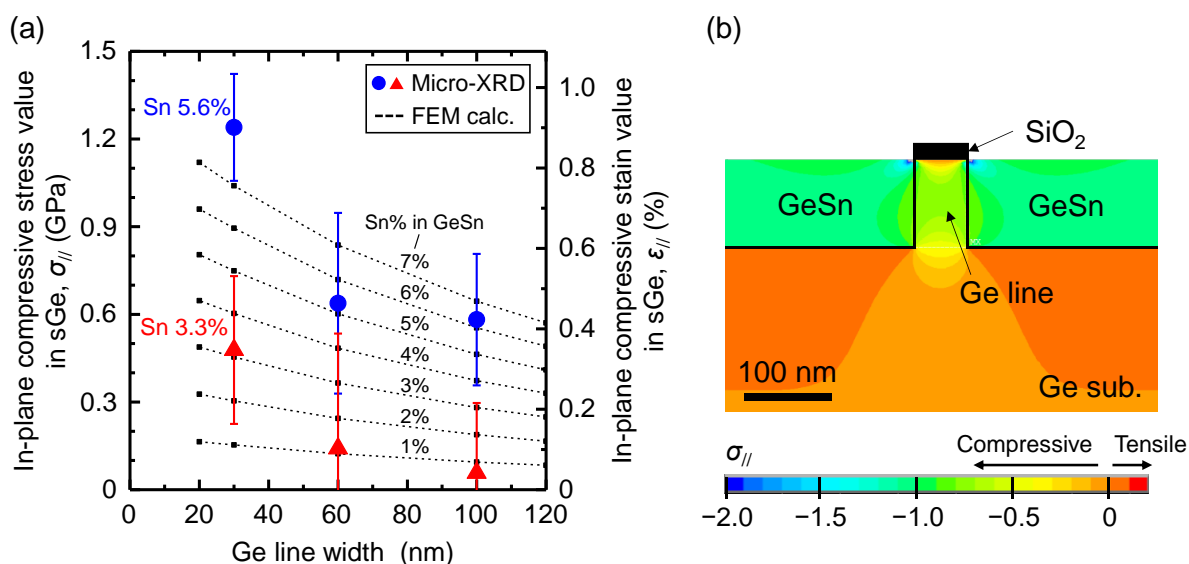 (a)
In-plane compressive stress value
in sGe, σ// (GPa)
1.5
1.2
0.9
0.6
0.3
0
0 20 40 60 80 100 120
Ge line width (nm)
Sn 5.6%
Sn 3.3%
Micro-XRD
FEM calc.
Sn% in GeSn
7%
6%
5%
4%
3%
2%
1%
1.0
0.8
0.6
0.4
0.2
0
In-plane compressive stain value
in sGe, ε// (%)
(b)
SiO2
GeSn
GeSn
Ge line
100 nm
Ge sub.
σ//
Compressive
Tensile
−2.0 −1.5 −1.0 −0.5 0